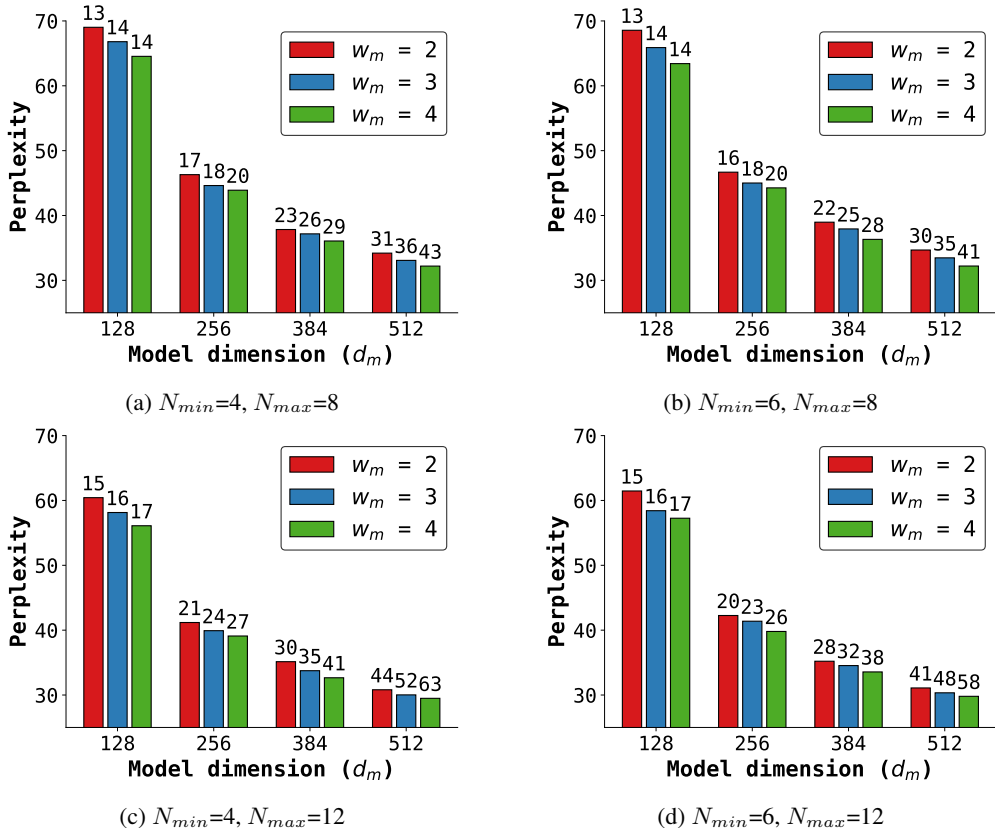 70
60
50
40
30
Perplexity
13
14
14
17
18
20
23
26
29
31
36
43
w_m = 2
w_m = 3
w_m = 4
128 256 384 512
Model dimension (d_m)
(a) N_min=4, N_max=8
70
60
50
40
30
Perplexity
13
14
14
16
18
20
22
25
28
30
35
41
w_m = 2
w_m = 3
w_m = 4
128 256 384 512
Model dimension (d_m)
(b) N_min=6, N_max=8
70
60
50
40
30
Perplexity
15
16
17
21
24
27
30
35
41
44
52
63
w_m = 2
w_m = 3
w_m = 4
128 256 384 512
Model dimension (d_m)
(c) N_min=4, N_max=12
70
60
50
40
30
Perplexity
15
16
17
20
23
26
28
32
38
41
48
58
w_m = 2
w_m = 3
w_m = 4
128 256 384 512
Model dimension (d_m)
(d) N_min=6, N_max=12